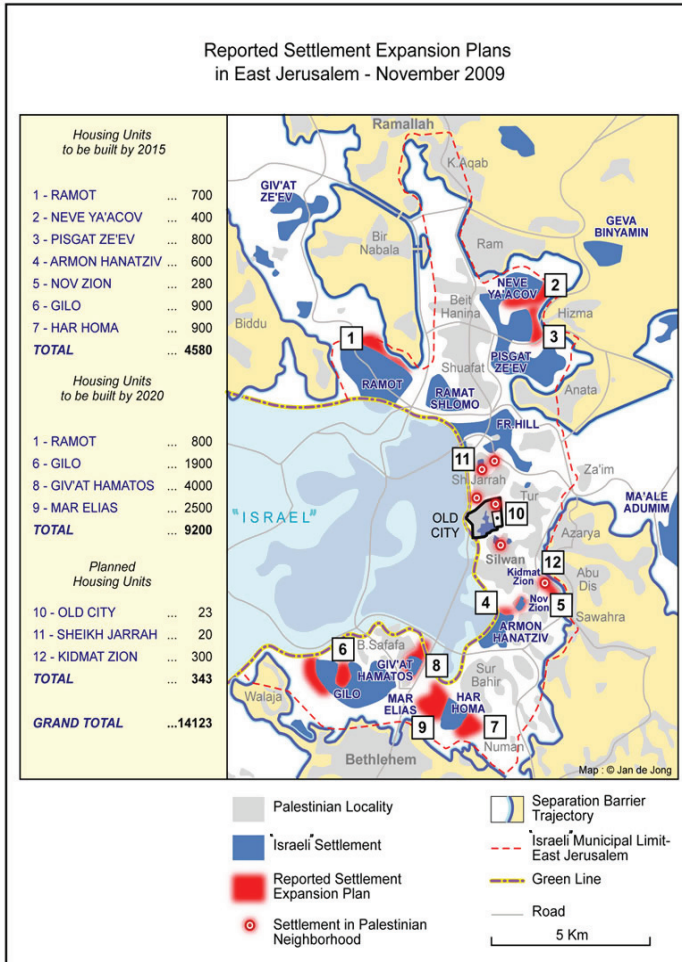 Reported Settlement Expansion Plans
in East Jerusalem - November 2009
Housing Units
to be built by 2015
1 - RAMOT ... 700
2 - NEVE YA'ACOV ... 400
3 - PISGAT ZE'EV ... 800
4 - ARMON HANATZIV ... 600
5 - NOV ZION ... 280
6 - GILO ... 900
7 - HAR HOMA ... 900
TOTAL ... 4580
Housing Units
to be built by 2020
1 - RAMOT ... 800
6 - GILO ... 1900
8 - GIV'AT HAMATOS ... 4000
9 - MAR ELIAS ... 2500
TOTAL ... 9200
Planned
Housing Units
10 - OLD CITY ... 23
11 - SHEIKH JARRAH ... 20
12 - KIDMAT ZION ... 300
TOTAL ... 343
GRAND TOTAL ...14123
Ramallah
K.Aqab
GIV'AT
ZE'EV
Bir
Nabala
Ram
GEVA
BINYAMIN
NEVE
YA'ACOV
2
Beit
Hanina
Hizma
Biddu
1
3
PISGAT
ZE'EV
Shuafat
RAMOT
RAMAT
SHLOMO
Anata
FR.HILL
11
Sh.Jarrah
Za'im
"ISRAEL"
Tur
MA'ALE
ADUMIM
OLD
CITY
10
Azarya
Silwan
12
Kidmat
Zion
Abu
Dis
4
Nov
Zion
5
Sawahra
ARMON
HANATZIV
6
B.Safafa
GIV'AT
HAMATOS
8
Sur
Bahir
Walaja
GILO
MAR
ELIAS
HAR
HOMA
9
7
Numan
Bethlehem
Map : © Jan de Jong
Palestinian Locality
"Israeli" Settlement
Reported Settlement
Expansion Plan
Settlement in Palestinian
Neighborhood
Separation Barrier
Trajectory
"Israeli" Municipal Limit-
East Jerusalem
Green Line
Road
5 Km